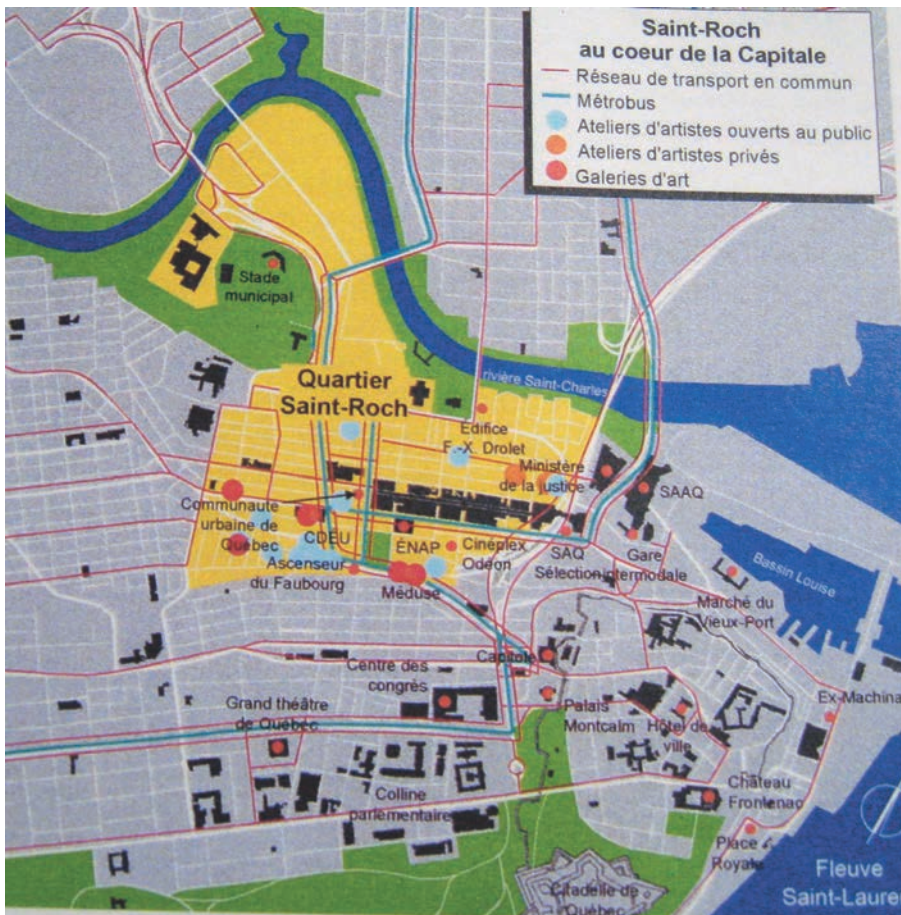 Saint-Roch
au coeur de la Capitale
Réseau de transport en commun
Métrobus
Ateliers d'artistes ouverts au public
Ateliers d'artistes privés
Galeries d'art
Stade
municipal
Quartier
Saint-Roch
rivière Saint-Charles
Edifice
F.-X. Drolet
Ministère
de la justice
SAAQ
Communauté
urbaine de
Québec
CDEU
ÉNAP
Cinéplex
Odéon
SAQ
Sélection
Gare
intermodale
Ascenseur
du Faubourg
Méduse
Bassin Louise
Marché du
Vieux-Port
Capitole
Centre des
congrès
Palais
Montcalm
Hôtel de
ville
Ex-Machina
Grand théâtre
de Québec
Colline
parlementaire
Château
Frontenac
Place
Royale
Citadelle de
Québec
Fleuve
Saint-Laure